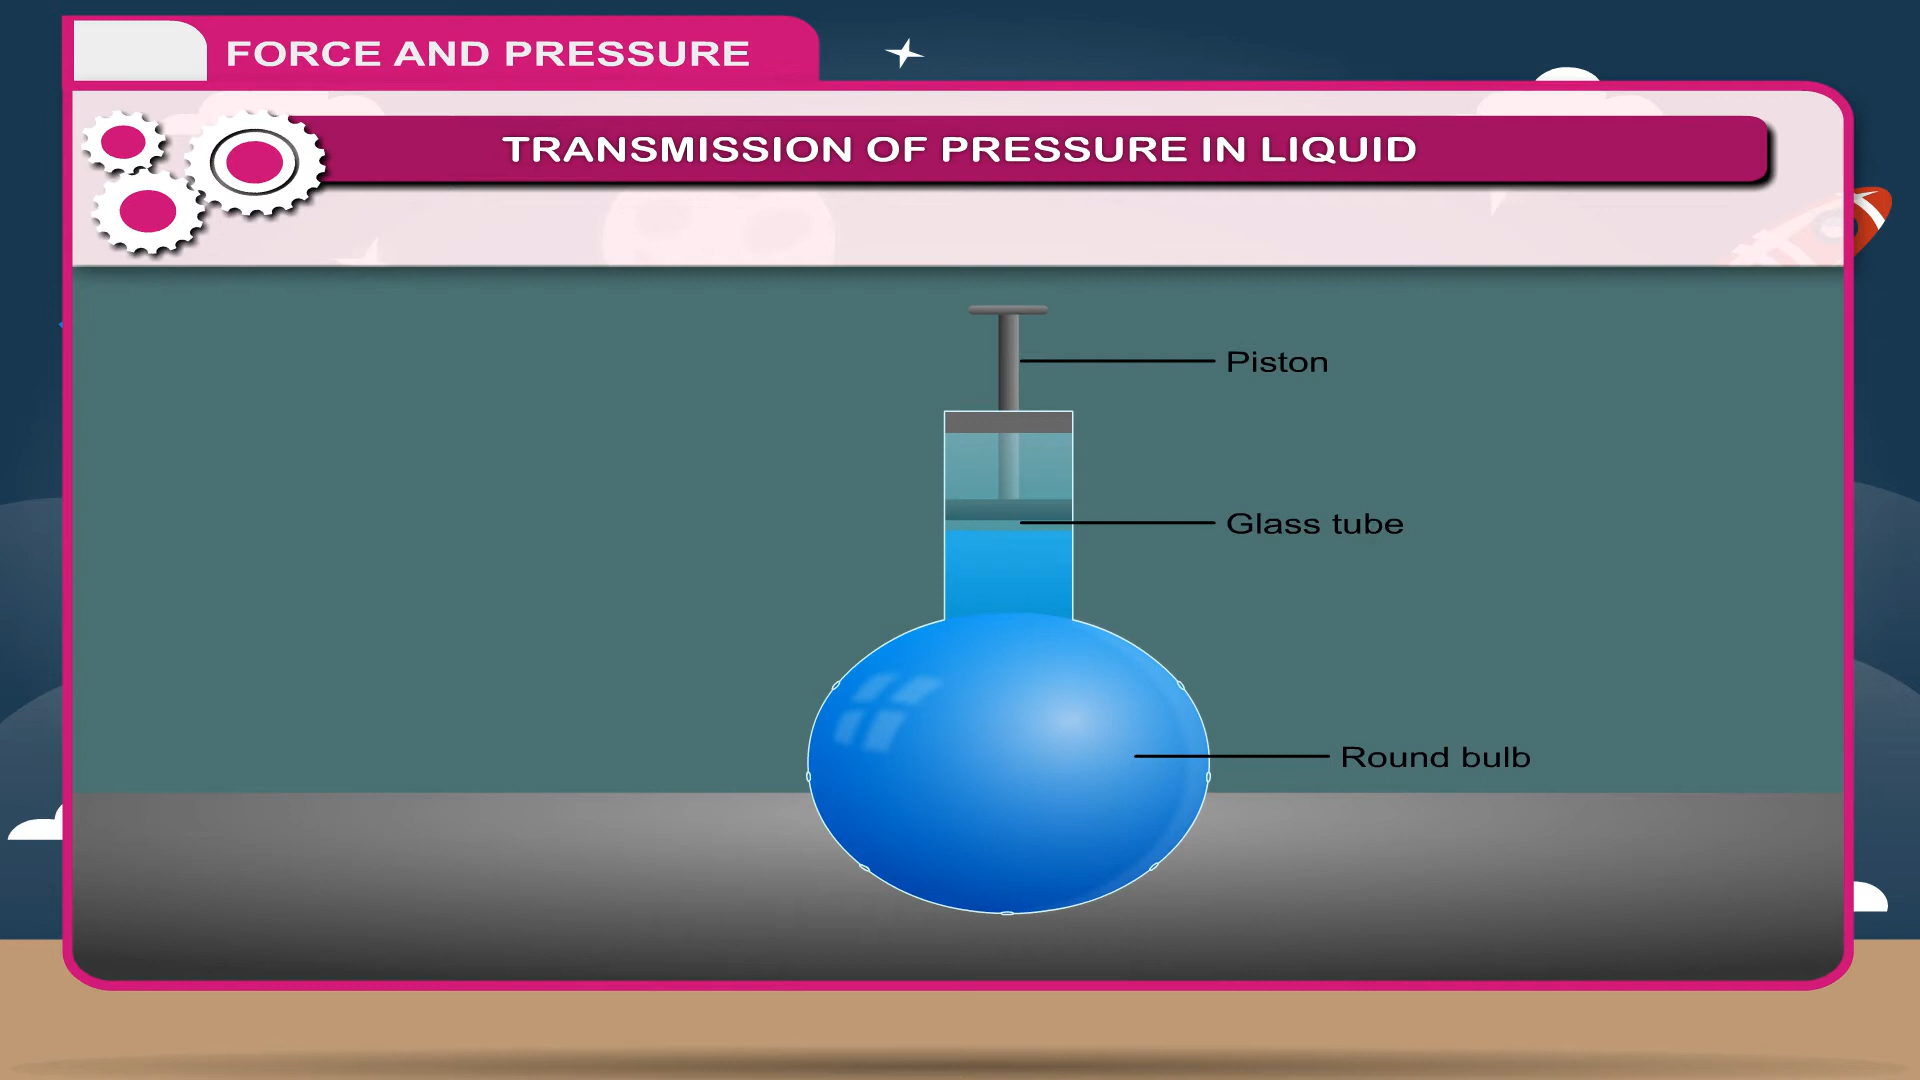 FORCE AND PRESSURE
TRANSMISSION OF PRESSURE IN LIQUID
Piston
Glass tube
Round bulb